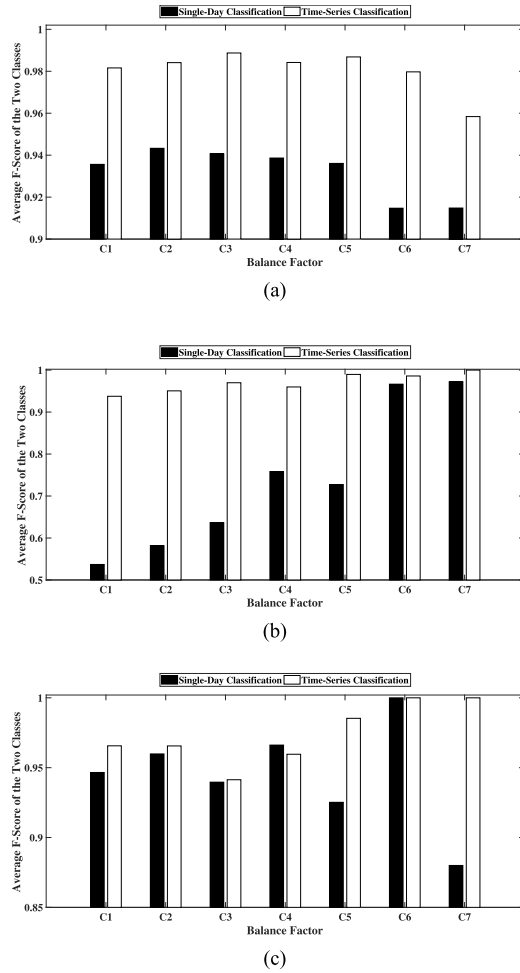 Single-Day Classification Time-Series Classification
1
0.98
0.96
0.94
0.92
0.9
Average F-Score of the Two Classes
C1 C2 C3 C4 C5 C6 C7
Balance Factor
(a)
Single-Day Classification Time-Series Classification
1
0.9
0.8
0.7
0.6
0.5
Average F-Score of the Two Classes
C1 C2 C3 C4 C5 C6 C7
Balance Factor
(b)
Single-Day Classification Time-Series Classification
1
0.95
0.9
0.85
Average F-Score of the Two Classes
C1 C2 C3 C4 C5 C6 C7
Balance Factor
(c)